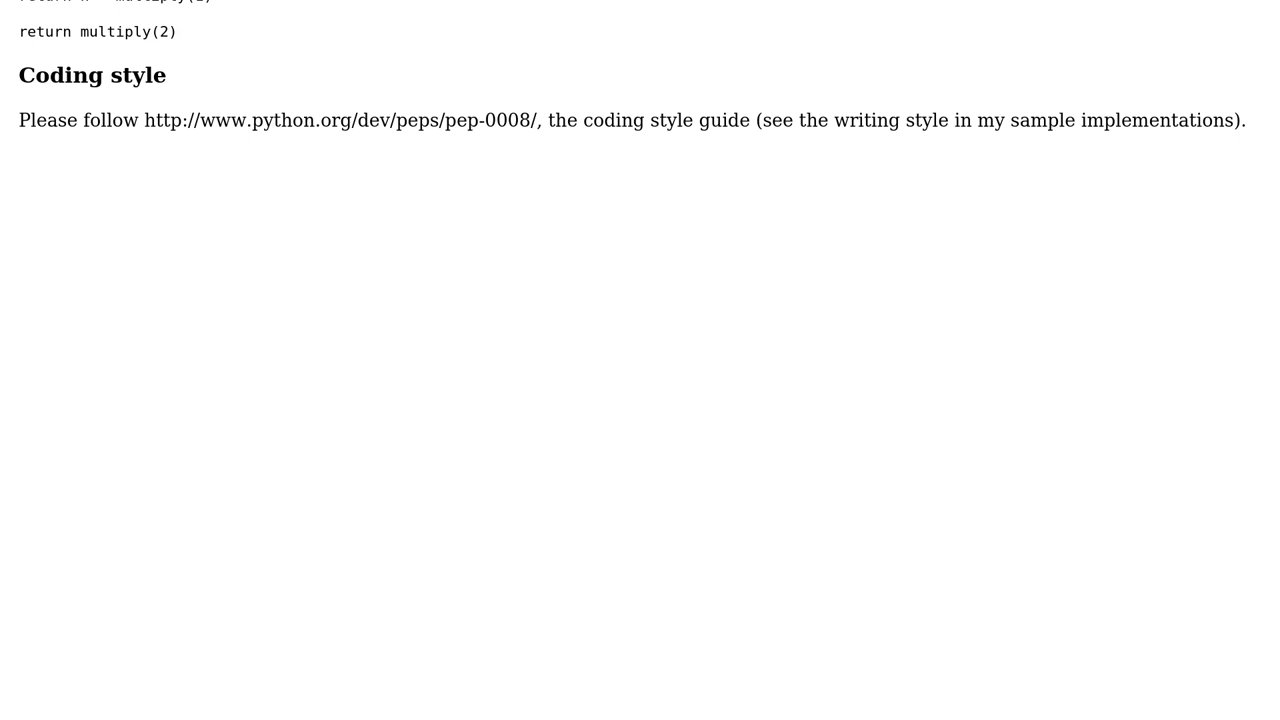 return multiply(2)
Coding style
Please follow http://www.python.org/dev/peps/pep-0008/, the coding style guide (see the writing style in my sample implementations).